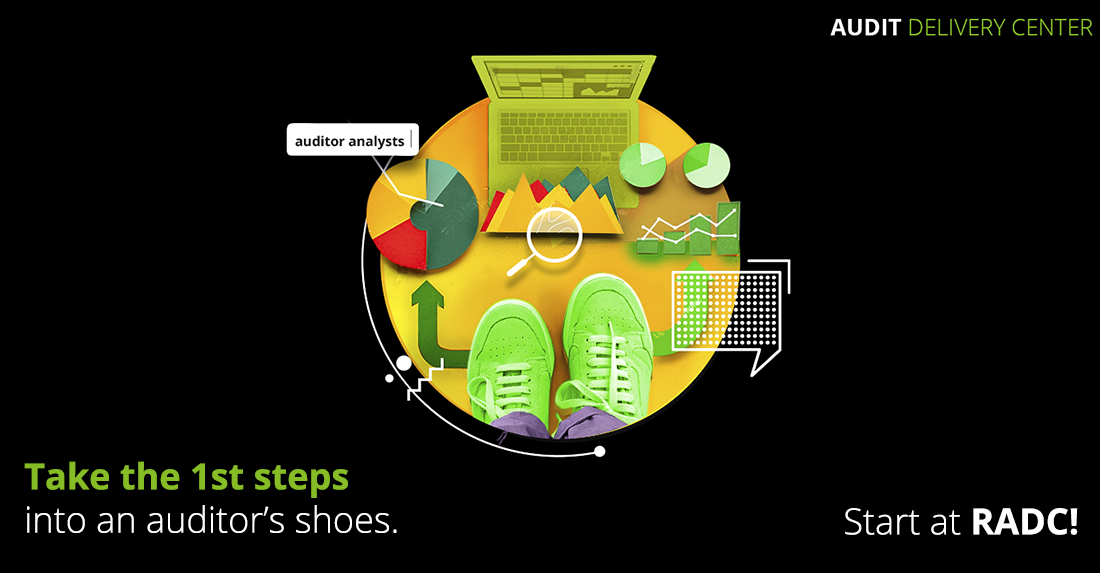 AUDIT DELIVERY CENTER
auditor analysts
Take the 1st steps
into an auditor’s shoes.
Start at RADC!